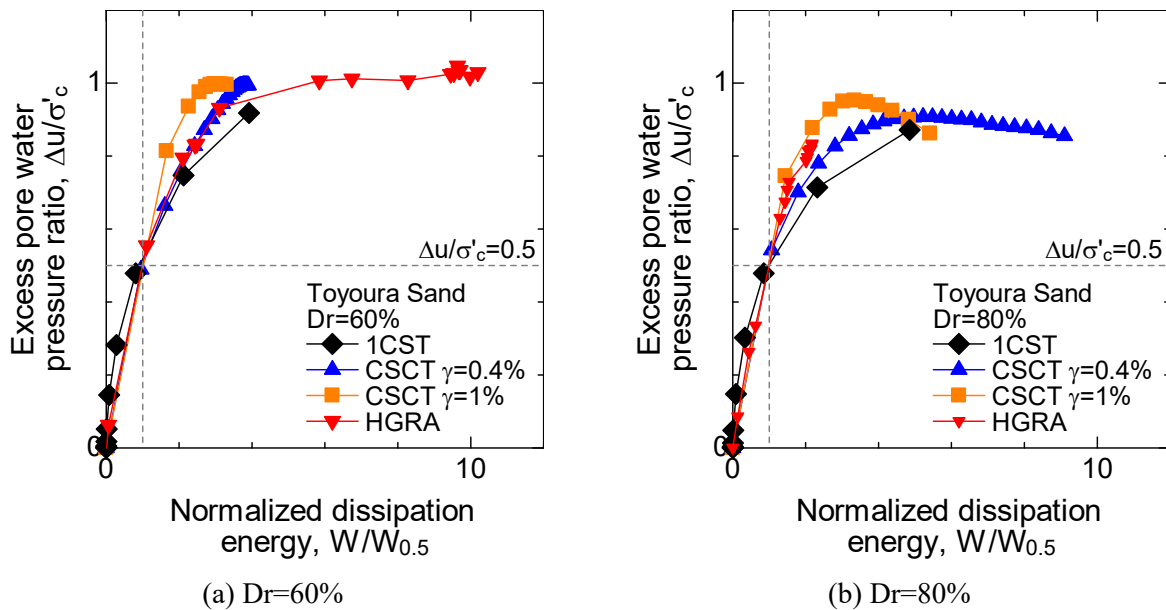 1
Excess pore water
pressure ratio, Δu/σ'c
Δu/σ'c=0.5
Toyoura Sand
Dr=60%
1CST
CSCT γ=0.4%
CSCT γ=1%
HGRA
0
0
10
Normalized dissipation
energy, W/W0.5
(a) Dr=60%
1
Excess pore water
pressure ratio, Δu/σ'c
Δu/σ'c=0.5
Toyoura Sand
Dr=80%
1CST
CSCT γ=0.4%
CSCT γ=1%
HGRA
0
0
10
Normalized dissipation
energy, W/W0.5
(b) Dr=80%